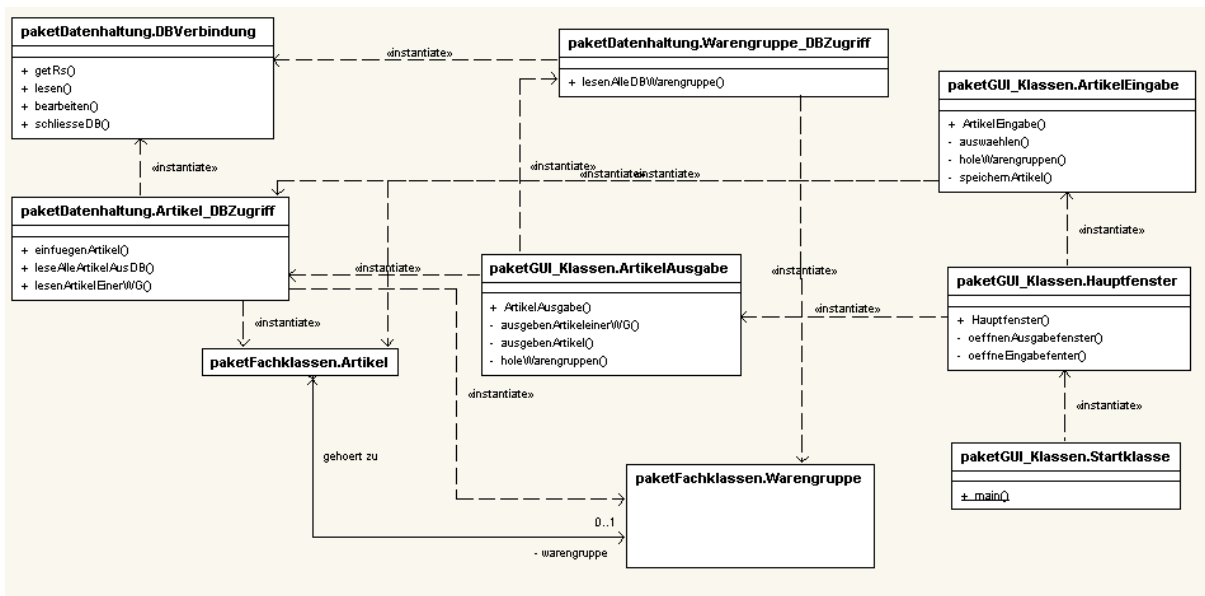 paketDatenhaltung.DBVerbindung
+ getRs()
+ lesen()
+ bearbeiten()
+ schliesseDB()
«instantiate»
paketDatenhaltung.Warengruppe_DBZugriff
+ lesenAlleDBWarengruppe()
paketGUI_Klassen.ArtikelEingabe
+ ArtikelEingabe()
- auswaehlen()
- holeWarengruppen()
- speichernArtikel()
«instantiate»
«instantiate»
«instantiate»
«instantiate»
paketDatenhaltung.Artikel_DBZugriff
+ einfuegenArtikel()
+ leseAlleArtikelAusDB()
+ lesenArtikelEinerWG()
«instantiate»
«instantiate»
paketGUI_Klassen.ArtikelAusgabe
+ ArtikelAusgabe()
- ausgebenArtikeleinerWG()
- ausgebenArtikel()
- holeWarengruppen()
«instantiate»
«instantiate»
paketGUI_Klassen.Hauptfenster
+ Hauptfenster()
- oeffnenAusgabefenster()
- oeffneEingabefenter()
«instantiate»
«instantiate»
paketFachklassen.Artikel
«instantiate»
«instantiate»
gehoert zu
paketFachklassen.Warengruppe
0..1
- warengruppe
paketGUI_Klassen.Startklasse
+ main()